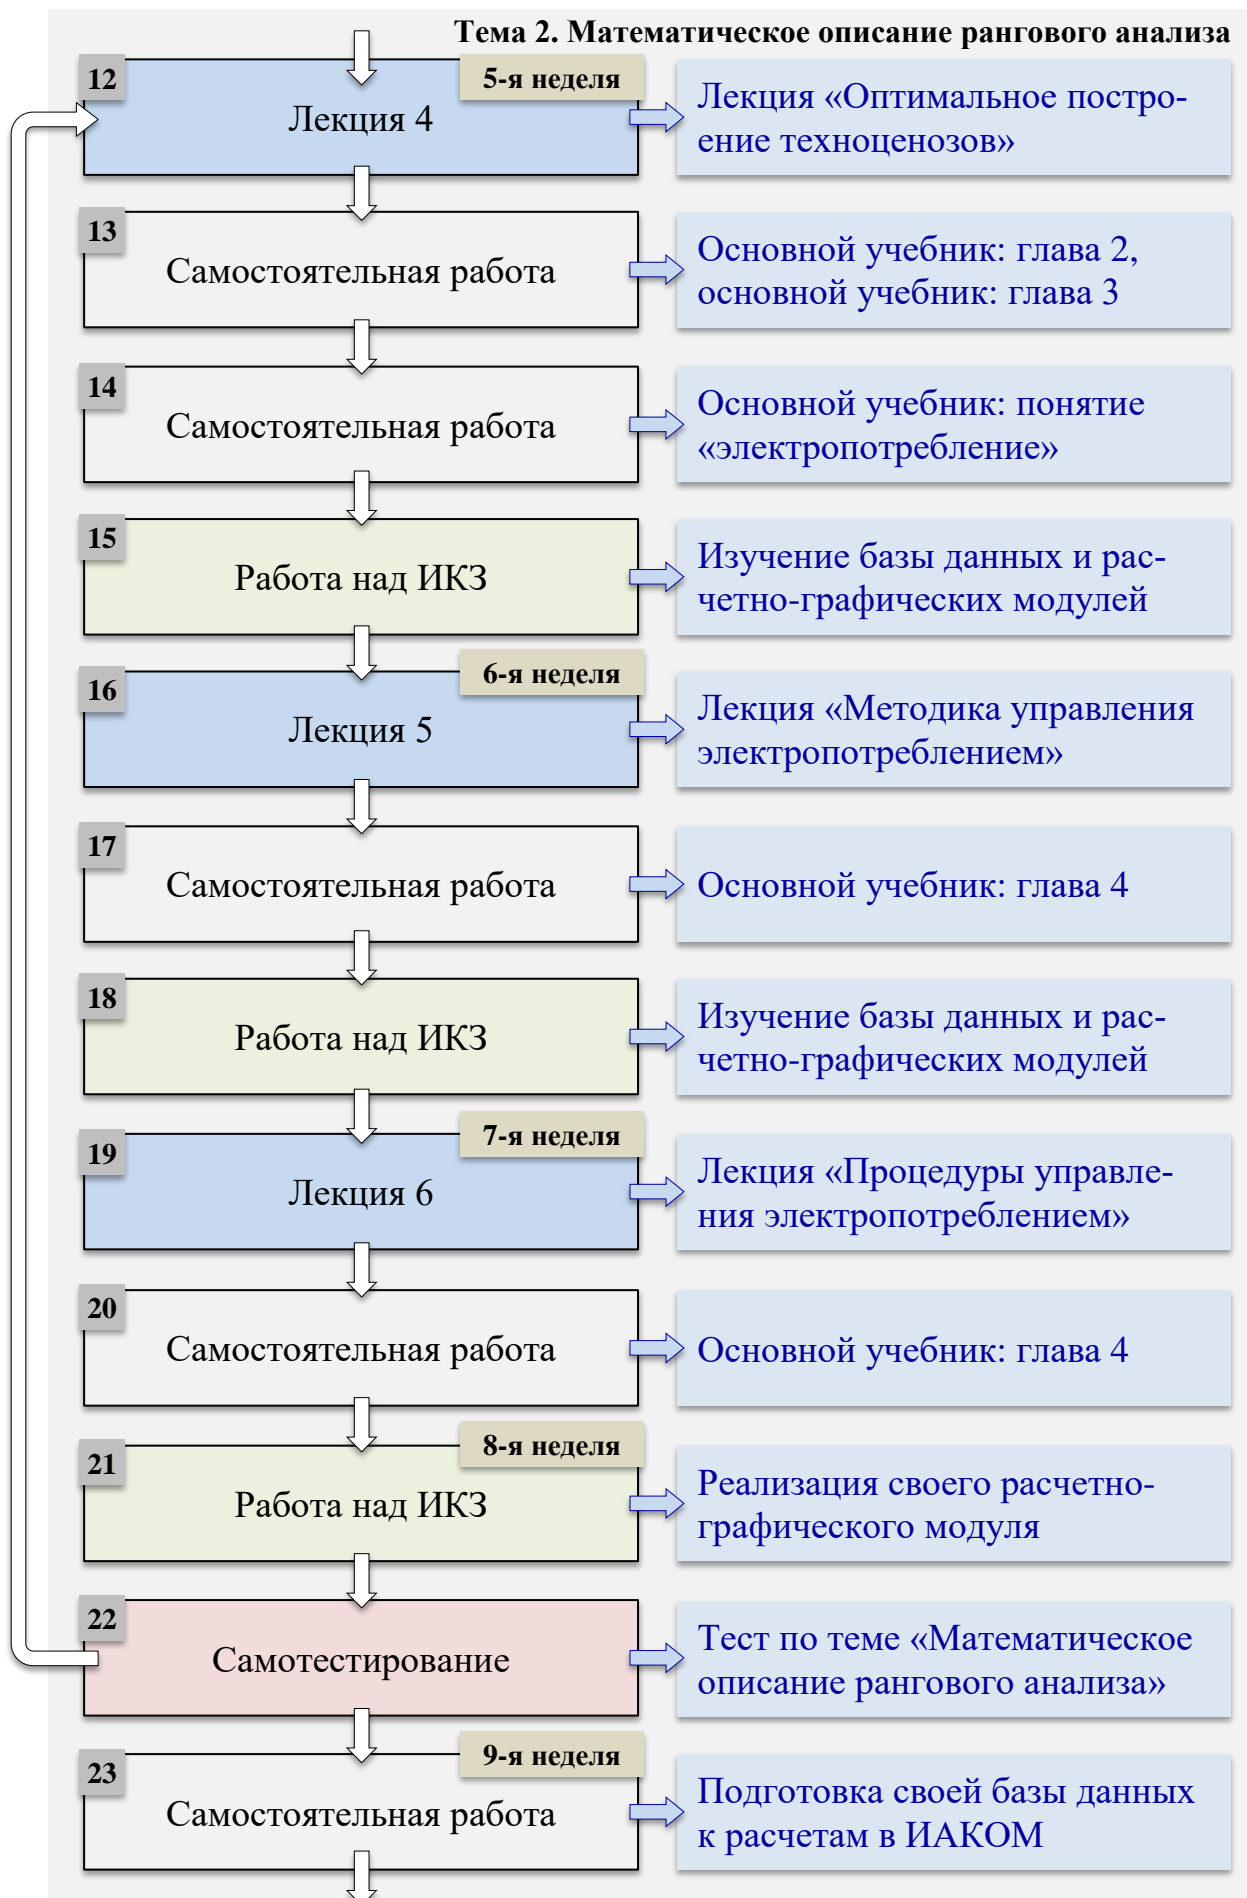 Тема 2. Математическое описание рангового анализа
12
5-я неделя
Лекция 4
Лекция «Оптимальное постро-
ение техноценозов»
13
Самостоятельная работа
Основной учебник: глава 2,
основной учебник: глава 3
14
Самостоятельная работа
Основной учебник: понятие
«электропотребление»
15
Работа над ИКЗ
Изучение базы данных и рас-
четно-графических модулей
16
6-я неделя
Лекция 5
Лекция «Методика управления
электропотреблением»
17
Самостоятельная работа
Основной учебник: глава 4
18
Работа над ИКЗ
Изучение базы данных и рас-
четно-графических модулей
19
7-я неделя
Лекция 6
Лекция «Процедуры управле-
ния электропотреблением»
20
Самостоятельная работа
Основной учебник: глава 4
21
8-я неделя
Работа над ИКЗ
Реализация своего расчетно-
графического модуля
22
Самотестирование
Тест по теме «Математическое
описание рангового анализа»
23
9-я неделя
Самостоятельная работа
Подготовка своей базы данных
к расчетам в ИАКОМ